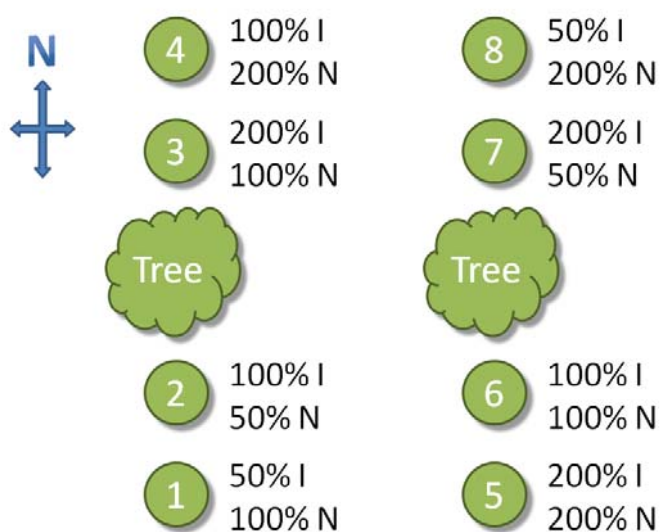 N
4
100% I
200% N
8
50% I
200% N
3
200% I
100% N
7
200% I
50% N
Tree
Tree
2
100% I
50% N
6
100% I
100% N
1
50% I
100% N
5
200% I
200% N